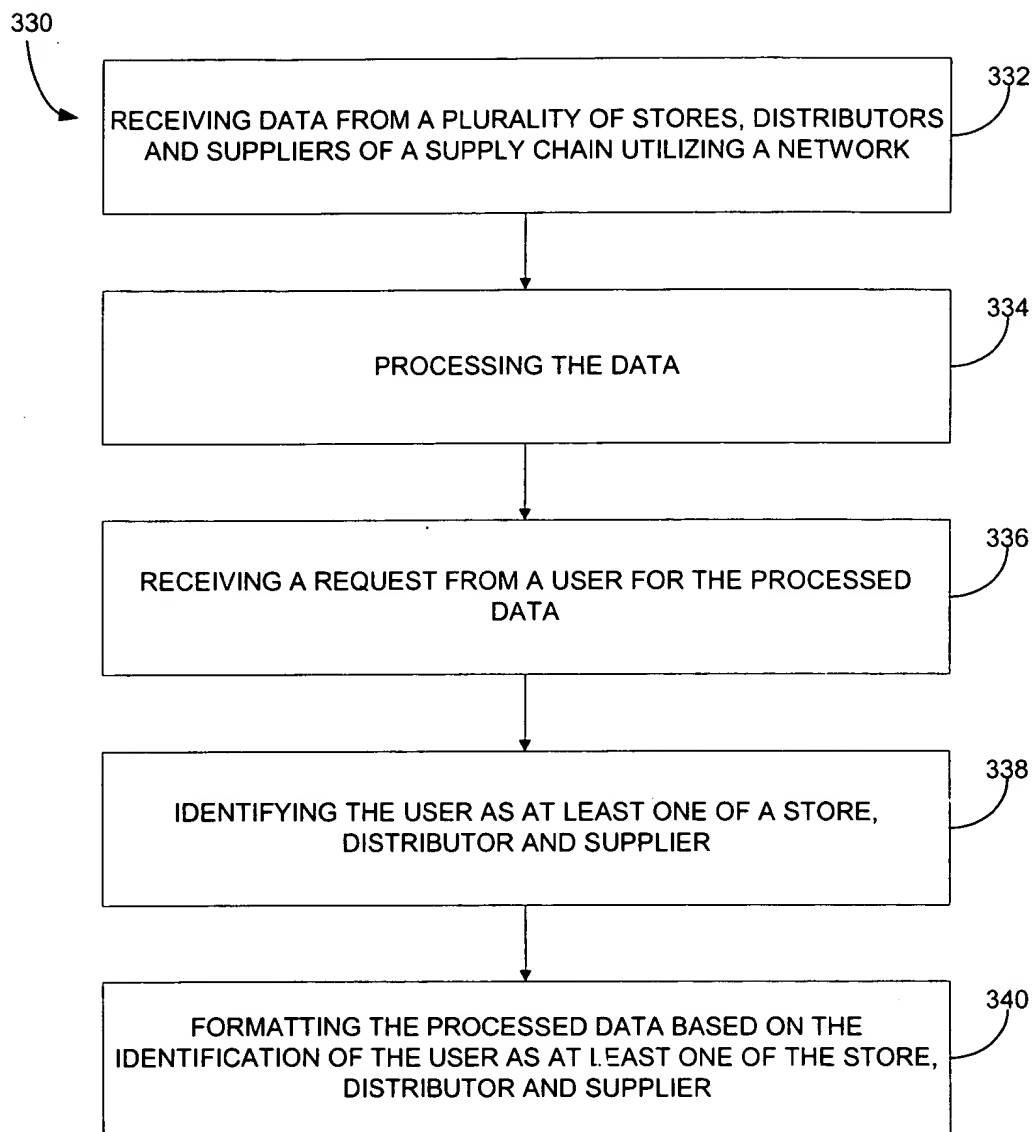 330
332
RECEIVING DATA FROM A PLURALITY OF STORES, DISTRIBUTORS
AND SUPPLIERS OF A SUPPLY CHAIN UTILIZING A NETWORK
334
PROCESSING THE DATA
336
RECEIVING A REQUEST FROM A USER FOR THE PROCESSED
DATA
338
IDENTIFYING THE USER AS AT LEAST ONE OF A STORE,
DISTRIBUTOR AND SUPPLIER
340
FORMATTING THE PROCESSED DATA BASED ON THE
IDENTIFICATION OF THE USER AS AT LEAST ONE OF THE STORE,
DISTRIBUTOR AND SUPPLIER